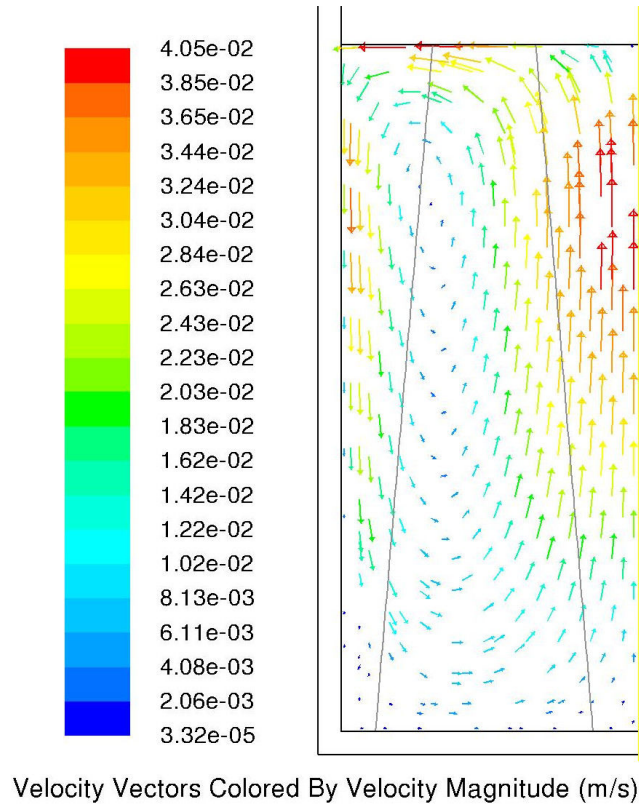 4.05e-02
3.85e-02
3.65e-02
3.44e-02
3.24e-02
3.04e-02
2.84e-02
2.63e-02
2.43e-02
2.23e-02
2.03e-02
1.83e-02
1.62e-02
1.42e-02
1.22e-02
1.02e-02
8.13e-03
6.11e-03
4.08e-03
2.06e-03
3.32e-05
Velocity Vectors Colored By Velocity Magnitude (m/s)